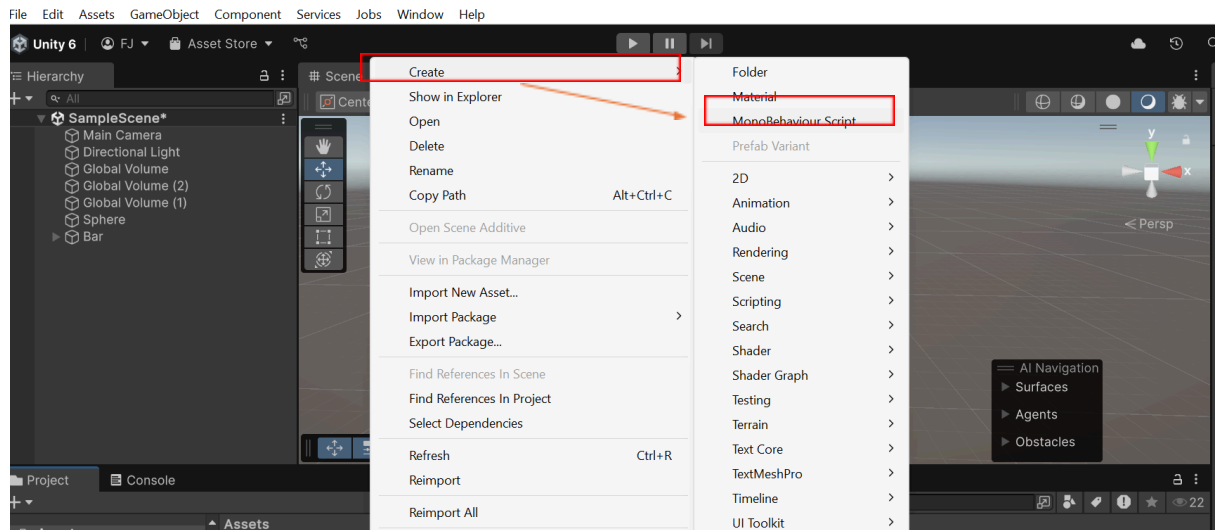 File Edit Assets GameObject Component Services Jobs Window Help
Unity 6 FJ Asset Store
Hierarchy
All
SampleScene*
Main Camera
Directional Light
Global Volume
Global Volume (2)
Global Volume (1)
Sphere
Bar
Scene
Cente
Create
Show in Explorer
Open
Delete
Rename
Copy Path Alt+Ctrl+C
Open Scene Additive
View in Package Manager
Import New Asset...
Import Package
Export Package...
Find References In Scene
Find References In Project
Select Dependencies
Refresh Ctrl+R
Reimport
Reimport All
Folder
Material
MonoBehaviour Script
Prefab Variant
2D
Animation
Audio
Rendering
Scene
Scripting
Search
Shader
Shader Graph
Testing
Terrain
Text Core
TextMeshPro
Timeline
UI Toolkit
y
x
Persp
AI Navigation
Surfaces
Agents
Obstacles
Project Console
22
Assets